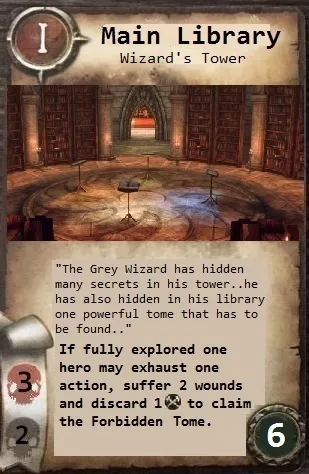 I
Main Library
Wizard's Tower
"The Grey Wizard has hidden
many secrets in his tower..he
has also hidden in his library
one powerful tome that has to
be found.."
If fully explored one
hero may exhaust one
action, suffer 2 wounds
and discard 1 to claim
the Forbidden Tome.
3
2
6